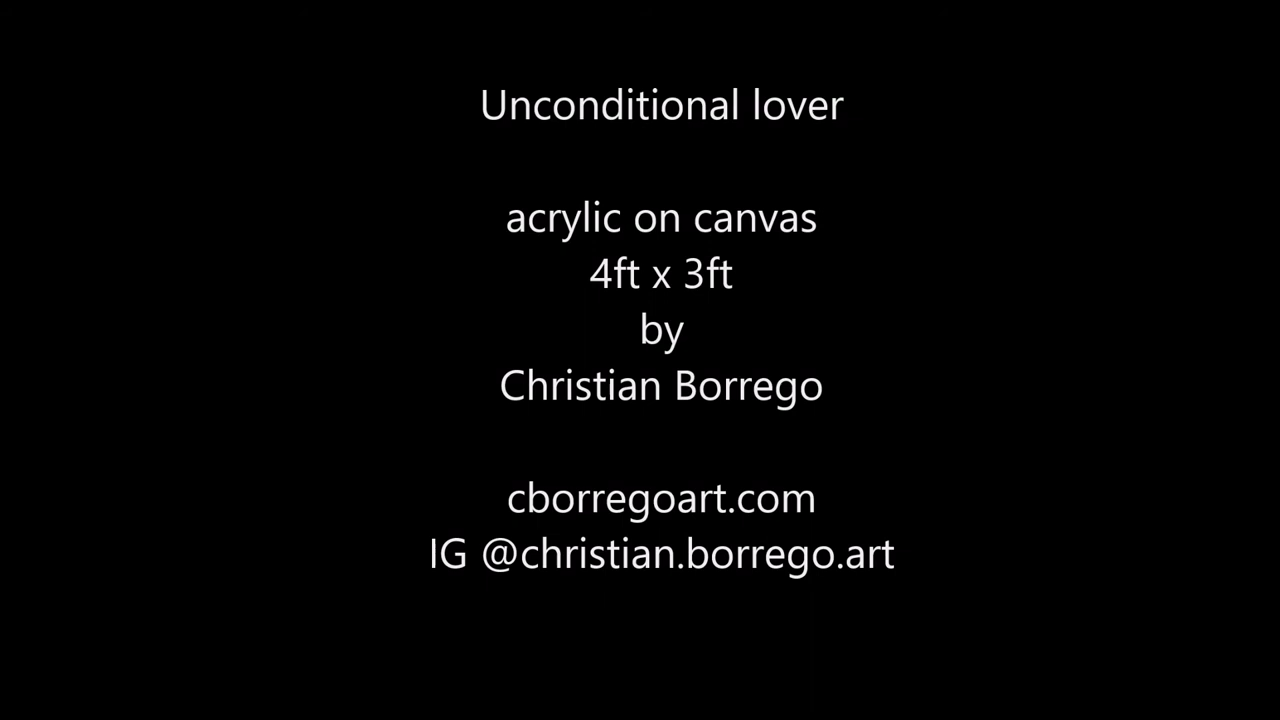 Unconditional lover
acrylic on canvas
4ft x 3ft
by
Christian Borrego
cborregoart.com
IG @christian.borrego.art